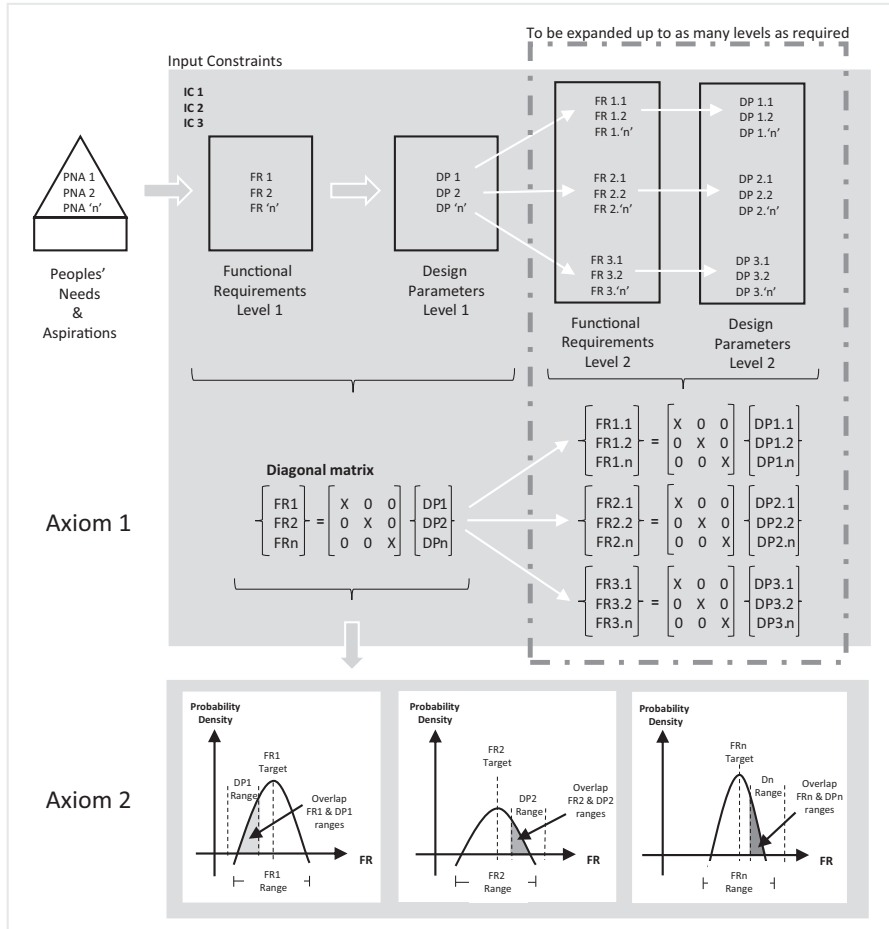 To be expanded up to as many levels as required
Input Constraints
IC 1
IC 2
IC 3
PNA 1
PNA 2
PNA ‘n’
Peoples’
Needs
&
Aspirations
FR 1
FR 2
FR ‘n’
Functional
Requirements
Level 1
DP 1
DP 2
DP ‘n’
Design
Parameters
Level 1
FR 1.1
FR 1.2
FR 1.‘n’
FR 2.1
FR 2.2
FR 2.‘n’
FR 3.1
FR 3.2
FR 3.‘n’
Functional
Requirements
Level 2
DP 1.1
DP 1.2
DP 1.‘n’
DP 2.1
DP 2.2
DP 2.‘n’
DP 3.1
DP 3.2
DP 3.‘n’
Design
Parameters
Level 2
Axiom 1
Diagonal matrix
FR1 X 0 0 DP1
FR2 = 0 X 0 DP2
FRn 0 0 X DPn
FR1.1 X 0 0 DP1.1
FR1.2 = 0 X 0 DP1.2
FR1.n 0 0 X DP1.n
FR2.1 X 0 0 DP2.1
FR2.2 = 0 X 0 DP2.2
FR2.n 0 0 X DP2.n
FR3.1 X 0 0 DP3.1
FR3.2 = 0 X 0 DP3.2
FR3.n 0 0 X DP3.n
Axiom 2
Probability
Density
FR1
Target
DP1
Range
Overlap
FR1 & DP1
ranges
FR
FR1
Range
Probability
Density
FR2
Target
DP2
Range
Overlap
FR2 & DP2
ranges
FR
FR2
Range
Probability
Density
FRn
Target
Dn
Range
Overlap
FRn & DPn
ranges
FR
FRn
Range